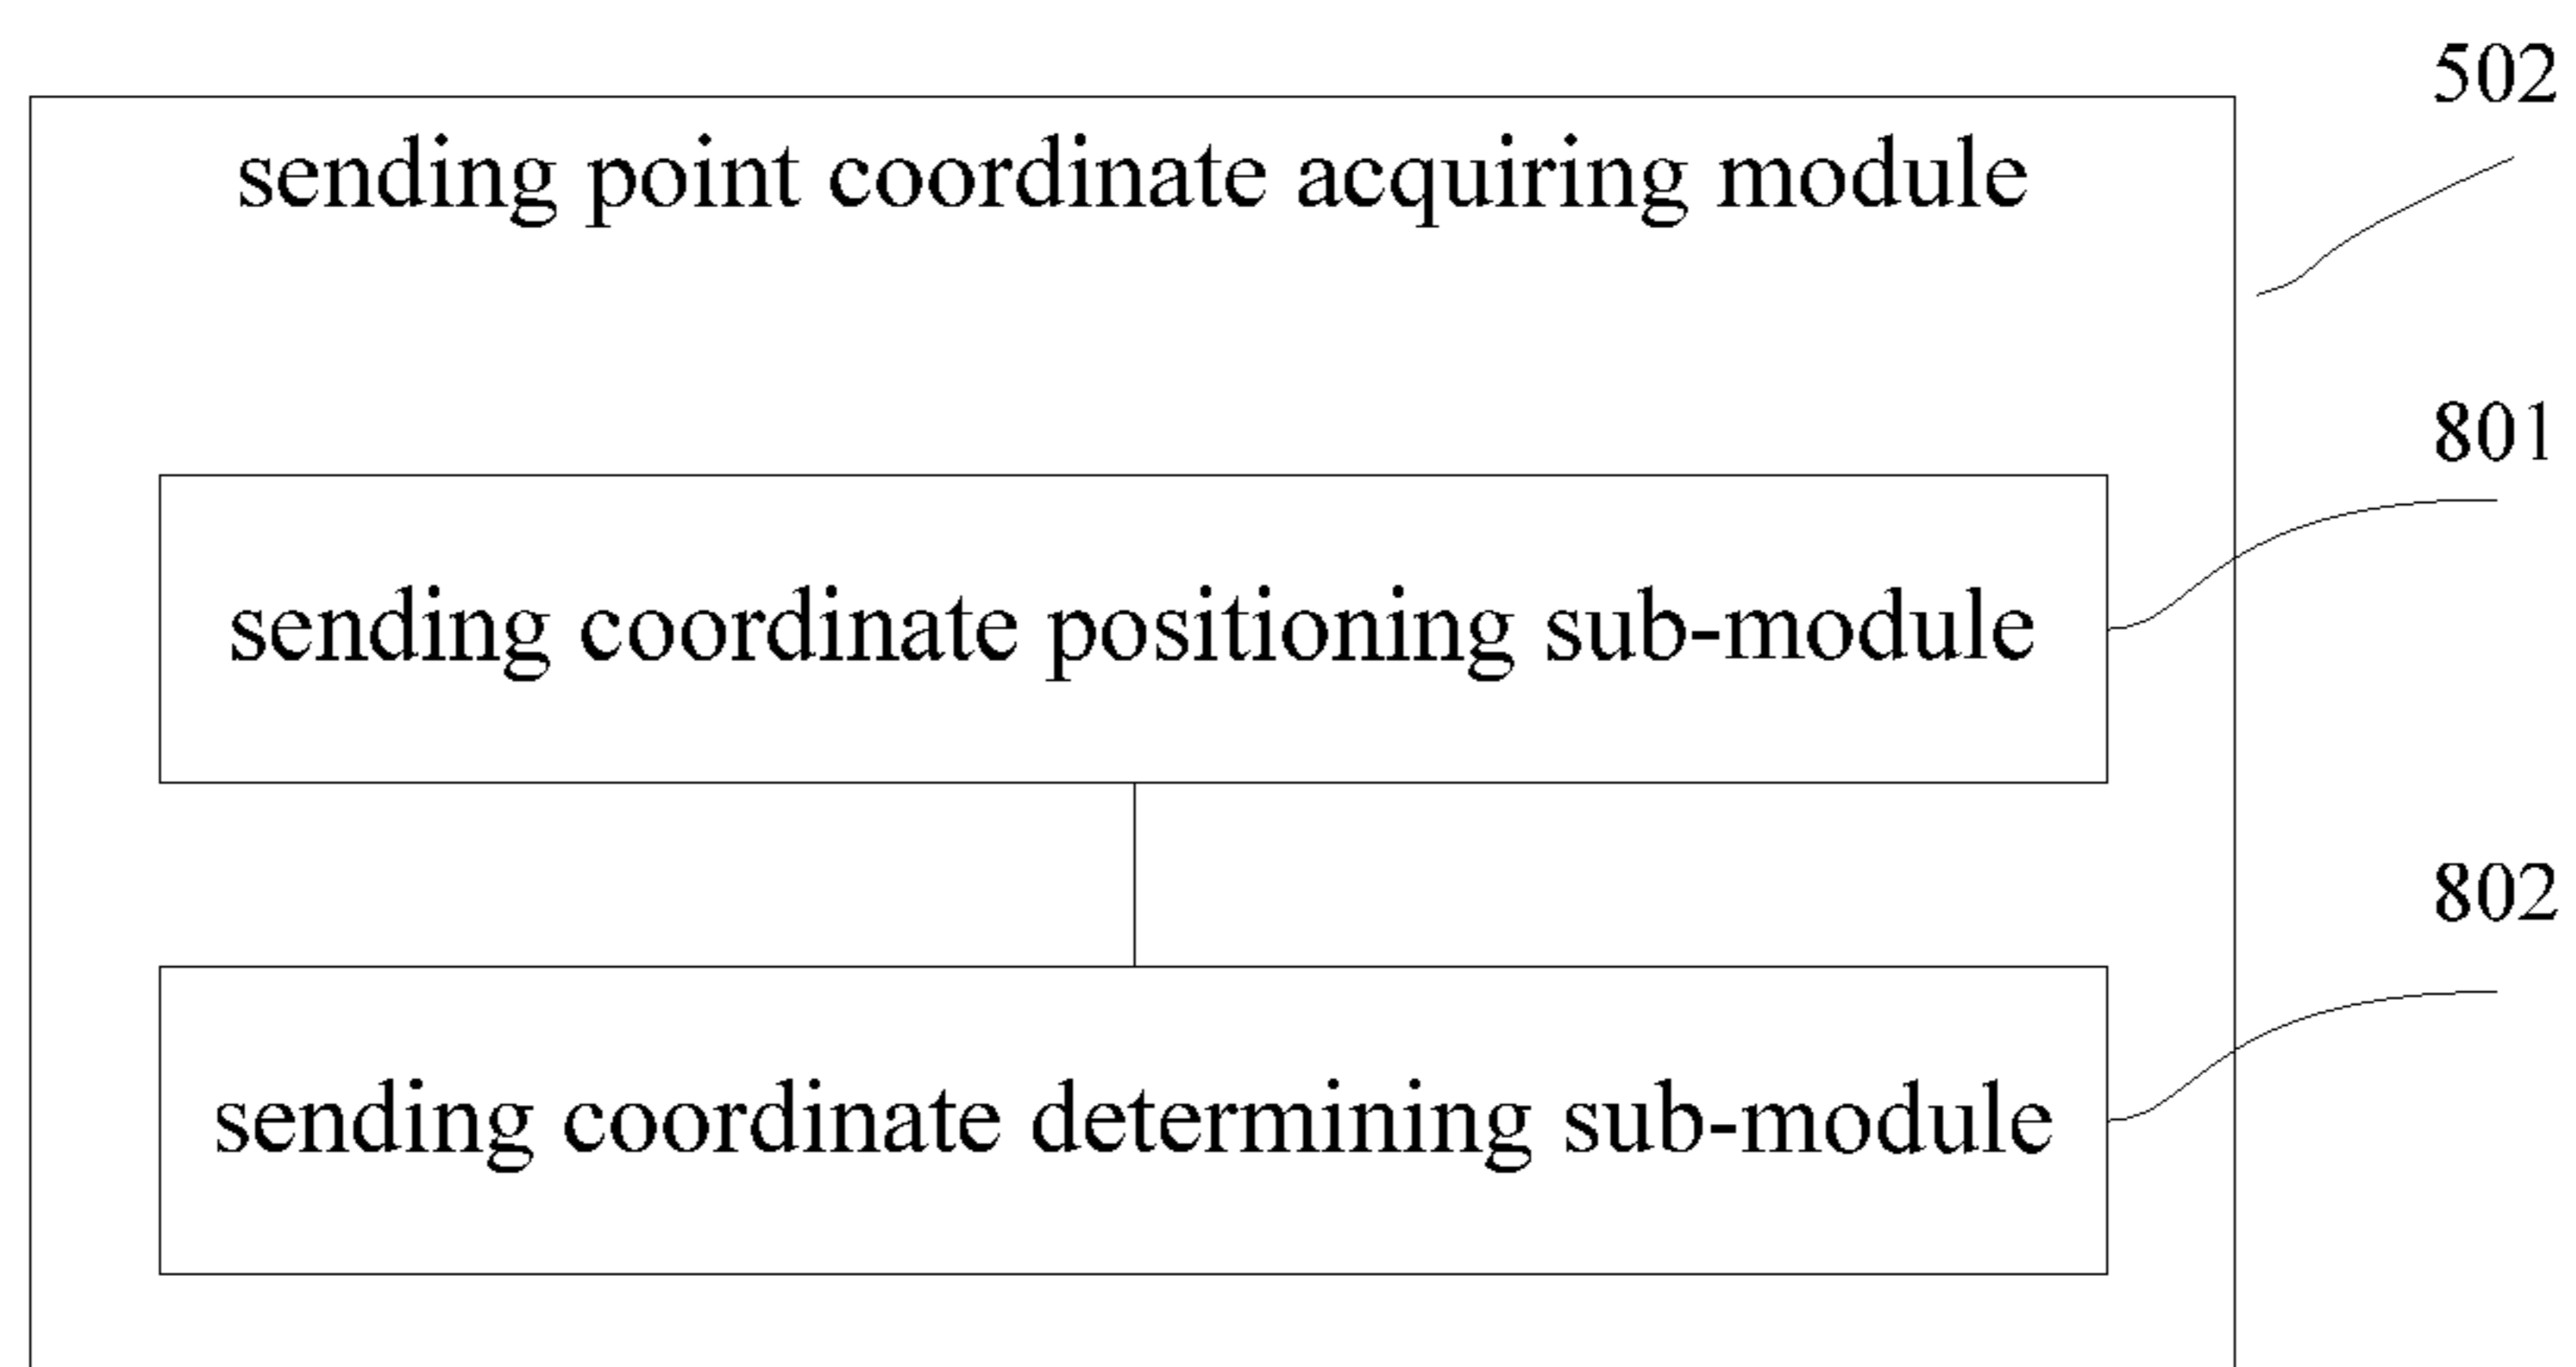 502
sending point coordinate acquiring module
801
sending coordinate positioning sub-module
802
sending coordinate determining sub-module